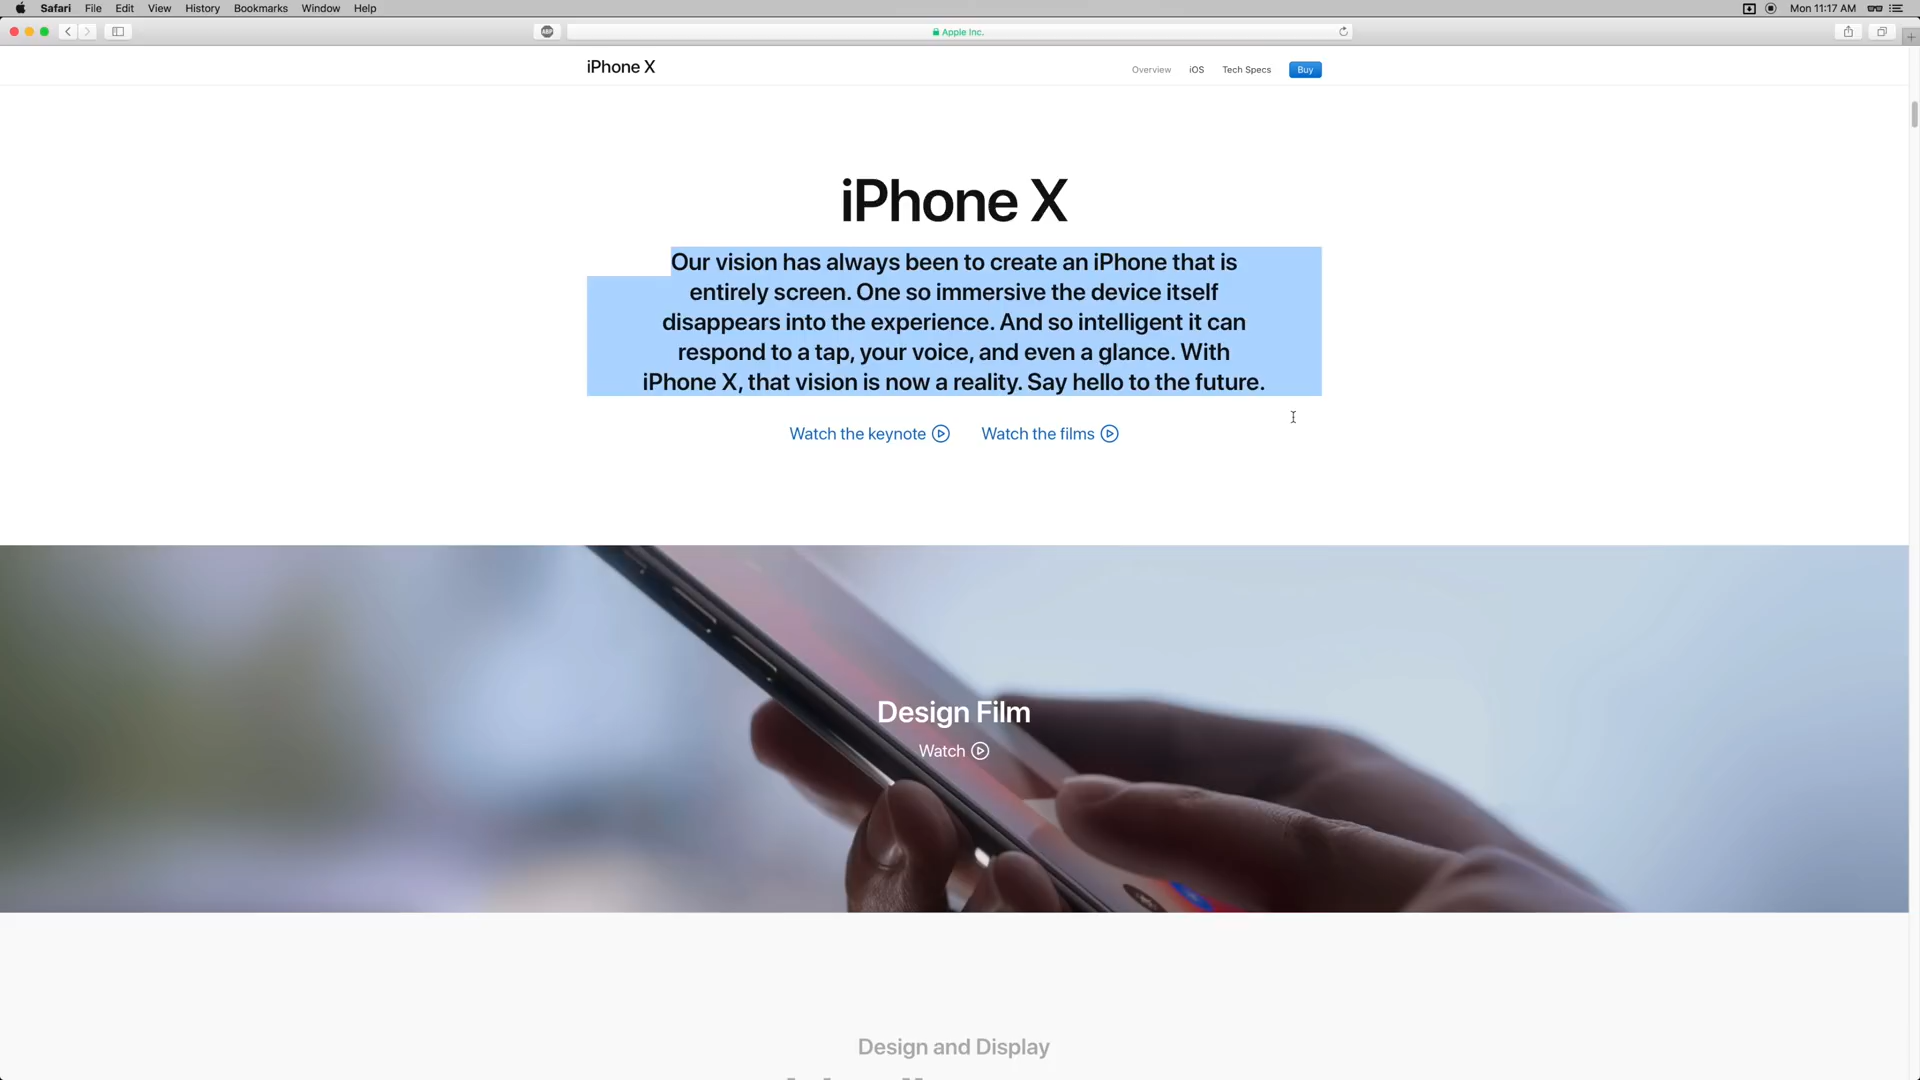 Safari File Edit View History Bookmarks Window Help
Mon 11:17 AM
ABP
Apple Inc.
iPhone X
Overview iOS Tech Specs Buy
iPhone X
Our vision has always been to create an iPhone that is
entirely screen. One so immersive the device itself
disappears into the experience. And so intelligent it can
respond to a tap, your voice, and even a glance. With
iPhone X, that vision is now a reality. Say hello to the future.
Watch the keynote Watch the films
Design Film
Watch
Design and Display